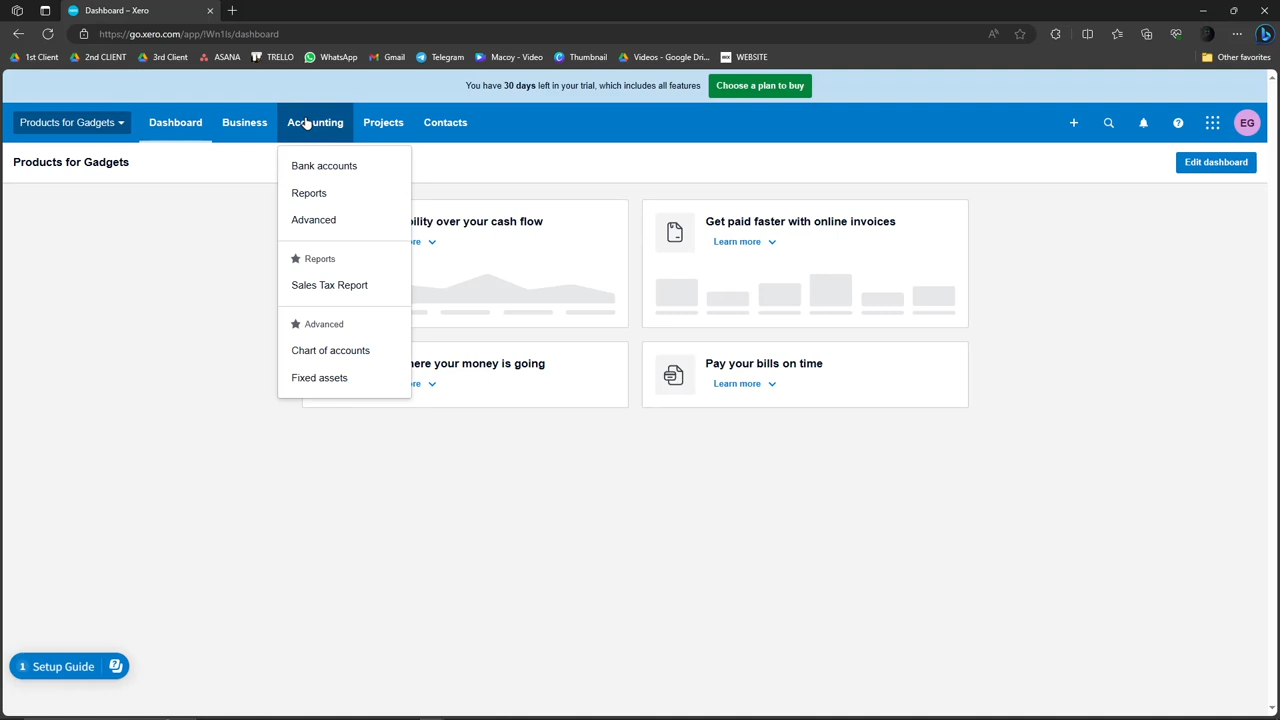 Dashboard – Xero
https://go.xero.com/app/!Wn1ls/dashboard
1st Client
2nd CLIENT
3rd Client
ASANA
TRELLO
WhatsApp
Gmail
Telegram
Macoy - Video
Thumbnail
Videos - Google Dri...
WEBSITE
Other favorites
You have 30 days left in your trial, which includes all features
Choose a plan to buy
Products for Gadgets
Dashboard
Business
Accounting
Projects
Contacts
EG
Products for Gadgets
Edit dashboard
Bank accounts
Reports
Advanced
Reports
Sales Tax Report
Advanced
Chart of accounts
Fixed assets
bility over your cash flow
re
Get paid faster with online invoices
Learn more
here your money is going
re
Pay your bills on time
Learn more
1 Setup Guide